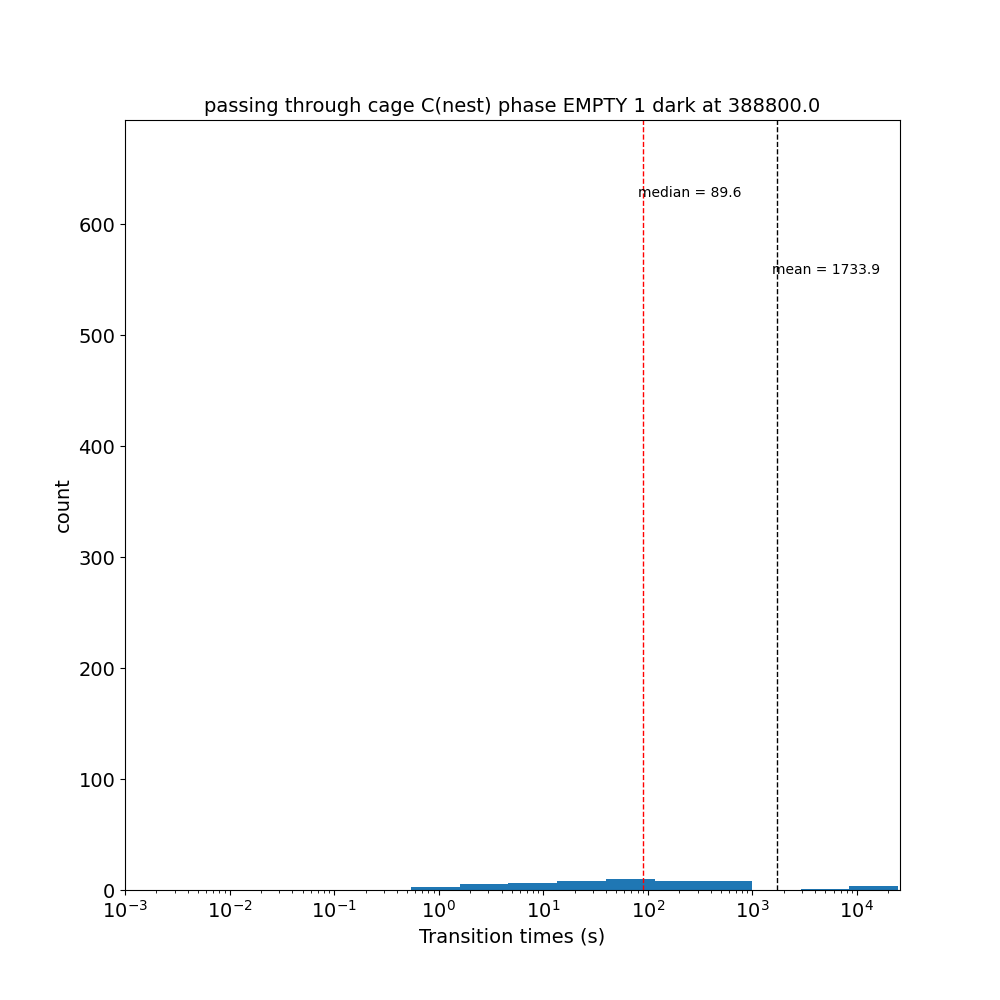 passing through cage C(nest) phase EMPTY 1 dark at 388800.0
median = 89.6
mean = 1733.9
600
500
400
300
200
100
0
count
10⁻³ 10⁻² 10⁻¹ 10⁰ 10¹ 10² 10³ 10⁴
Transition times (s)